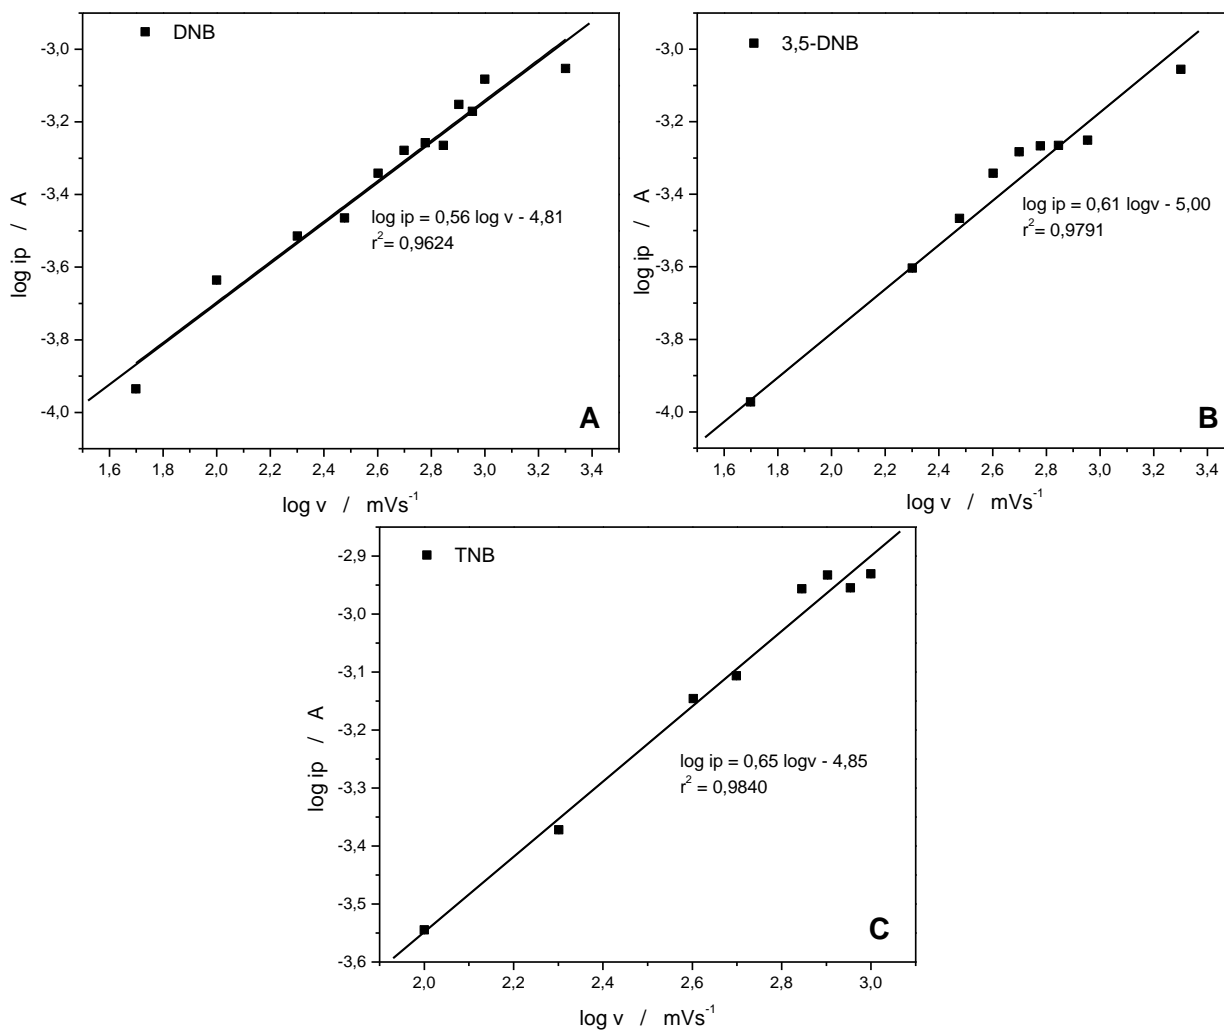 DNB
-3,0
-3,2
-3,4
-3,6
-3,8
-4,0
log ip / A
log ip = 0,56 log v - 4,81
r²= 0,9624
A
1,6 1,8 2,0 2,2 2,4 2,6 2,8 3,0 3,2 3,4
log v / mVs⁻¹
3,5-DNB
-3,0
-3,2
-3,4
-3,6
-3,8
-4,0
log ip / A
log ip = 0,61 logv - 5,00
r²= 0,9791
B
1,6 1,8 2,0 2,2 2,4 2,6 2,8 3,0 3,2 3,4
log v / mVs⁻¹
TNB
-2,9
-3,0
-3,1
-3,2
-3,3
-3,4
-3,5
-3,6
log ip / A
log ip = 0,65 logv - 4,85
r² = 0,9840
C
2,0 2,2 2,4 2,6 2,8 3,0
log v / mVs⁻¹